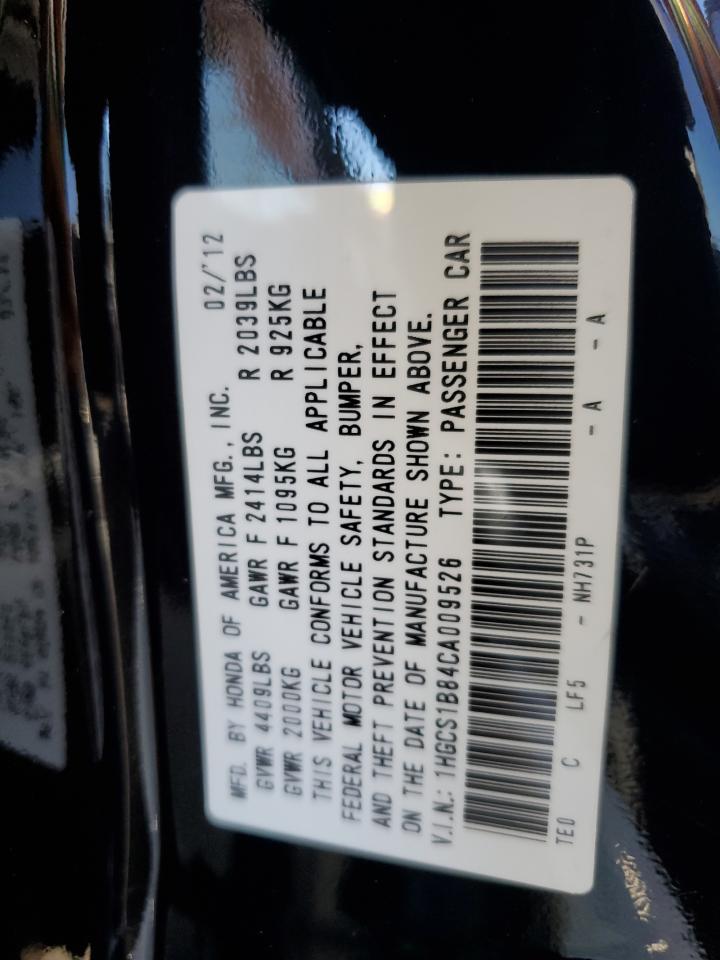 MFD. BY HONDA OF AMERICA MFG., INC. 02/'12
GVWR 4409LBS GAWR F 2414LBS R 2039LBS
GVWR 2000KG GAWR F 1095KG R 925KG
THIS VEHICLE CONFORMS TO ALL APPLICABLE
FEDERAL MOTOR VEHICLE SAFETY, BUMPER,
AND THEFT PREVENTION STANDARDS IN EFFECT
ON THE DATE OF MANUFACTURE SHOWN ABOVE.
V.I.N.: 1HGCS1B84CA009526 TYPE: PASSENGER CAR
TE0 C LF5 - NH731P - A - A